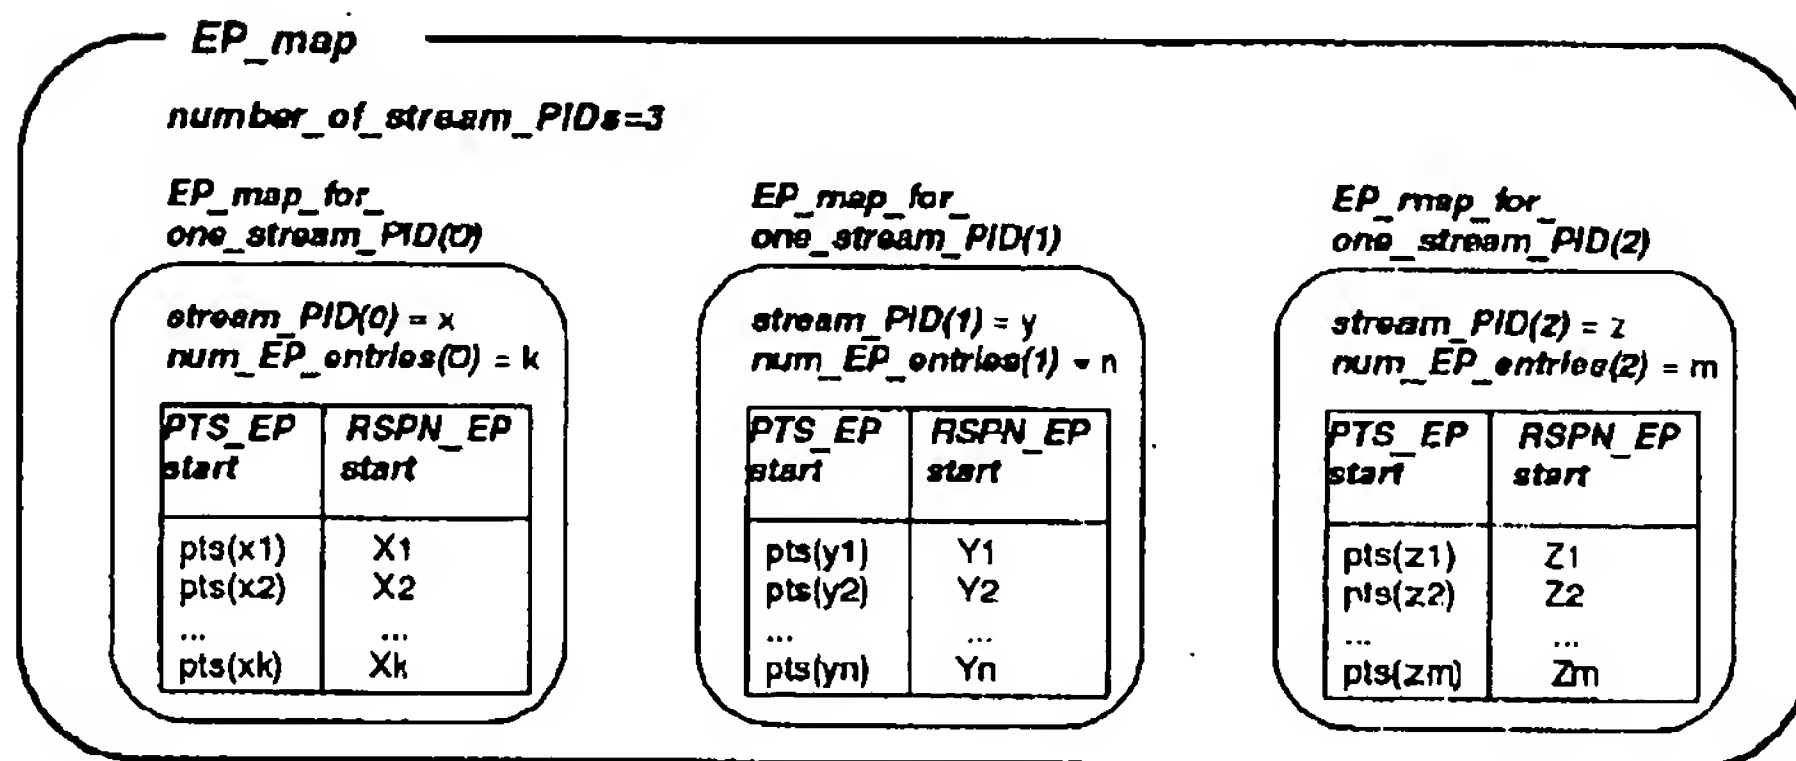 EP_map
number_of_stream_PIDs=3
EP_map_for_
one_stream_PID(0)
stream_PID(0) = x
num_EP_entries(0) = k
PTS_EP RSPN_EP
start start
pts(x1) X1
pts(x2) X2
... ...
pts(xk) Xk
EP_map_for_
one_stream_PID(1)
stream_PID(1) = y
num_EP_entries(1) = n
PTS_EP RSPN_EP
start start
pts(y1) Y1
pts(y2) Y2
... ...
pts(yn) Yn
EP_map_for_
one_stream_PID(2)
stream_PID(2) = z
num_EP_entries(2) = m
PTS_EP RSPN_EP
start start
pts(z1) Z1
pts(z2) Z2
... ...
pts(zm) Zm